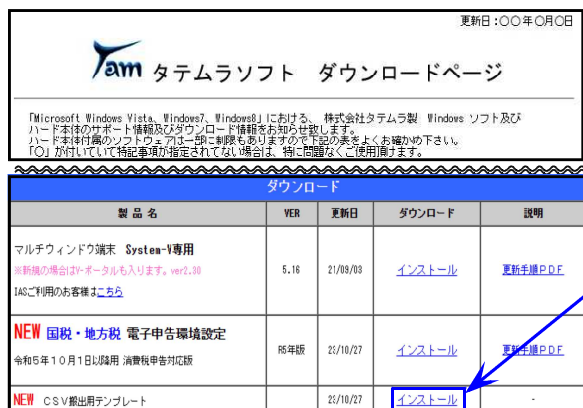 更新日:○○年○月○日
Tam タテムラソフト ダウンロードページ
「Microsoft Windows Vista、Windows7、Windows8」における、 株式会社タテムラ製 Windows ソフト及び
ハード本体のサポート情報及びダウンロード情報をお知らせ致します。
ハード本体付属のソフトウェアは一部に制限もありますので下記の表をよくお確かめ下さい。
「○」が付いていて特記事項が指定されてない場合は、特に問題なくご使用頂けます。
ダウンロード
製品名 VER 更新日 ダウンロード 説明
マルチウィンドウ端末 System-V専用
※新規の場合はV-ポータルも入ります。ver2.30
IASご利用のお客様はこちら
5.16 21/09/03 インストール 更新手順PDF
NEW 国税・地方税 電子申告環境設定
令和5年10月1日以降用 消費税申告対応版
R5年版 23/10/27 インストール 更新手順PDF
NEW CSV搬出用テンプレート 23/10/27 インストール -